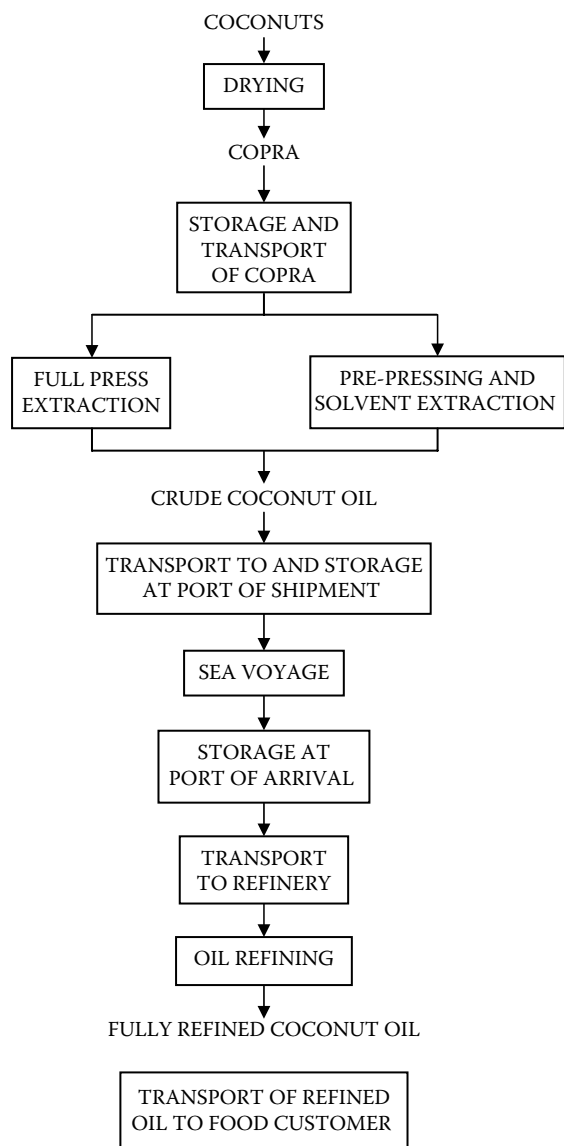 COCONUTS
DRYING
COPRA
STORAGE AND
TRANSPORT
OF COPRA
FULL PRESS
EXTRACTION
PRE-PRESSING AND
SOLVENT EXTRACTION
CRUDE COCONUT OIL
TRANSPORT TO AND STORAGE
AT PORT OF SHIPMENT
SEA VOYAGE
STORAGE AT
PORT OF ARRIVAL
TRANSPORT
TO REFINERY
OIL REFINING
FULLY REFINED COCONUT OIL
TRANSPORT OF REFINED
OIL TO FOOD CUSTOMER